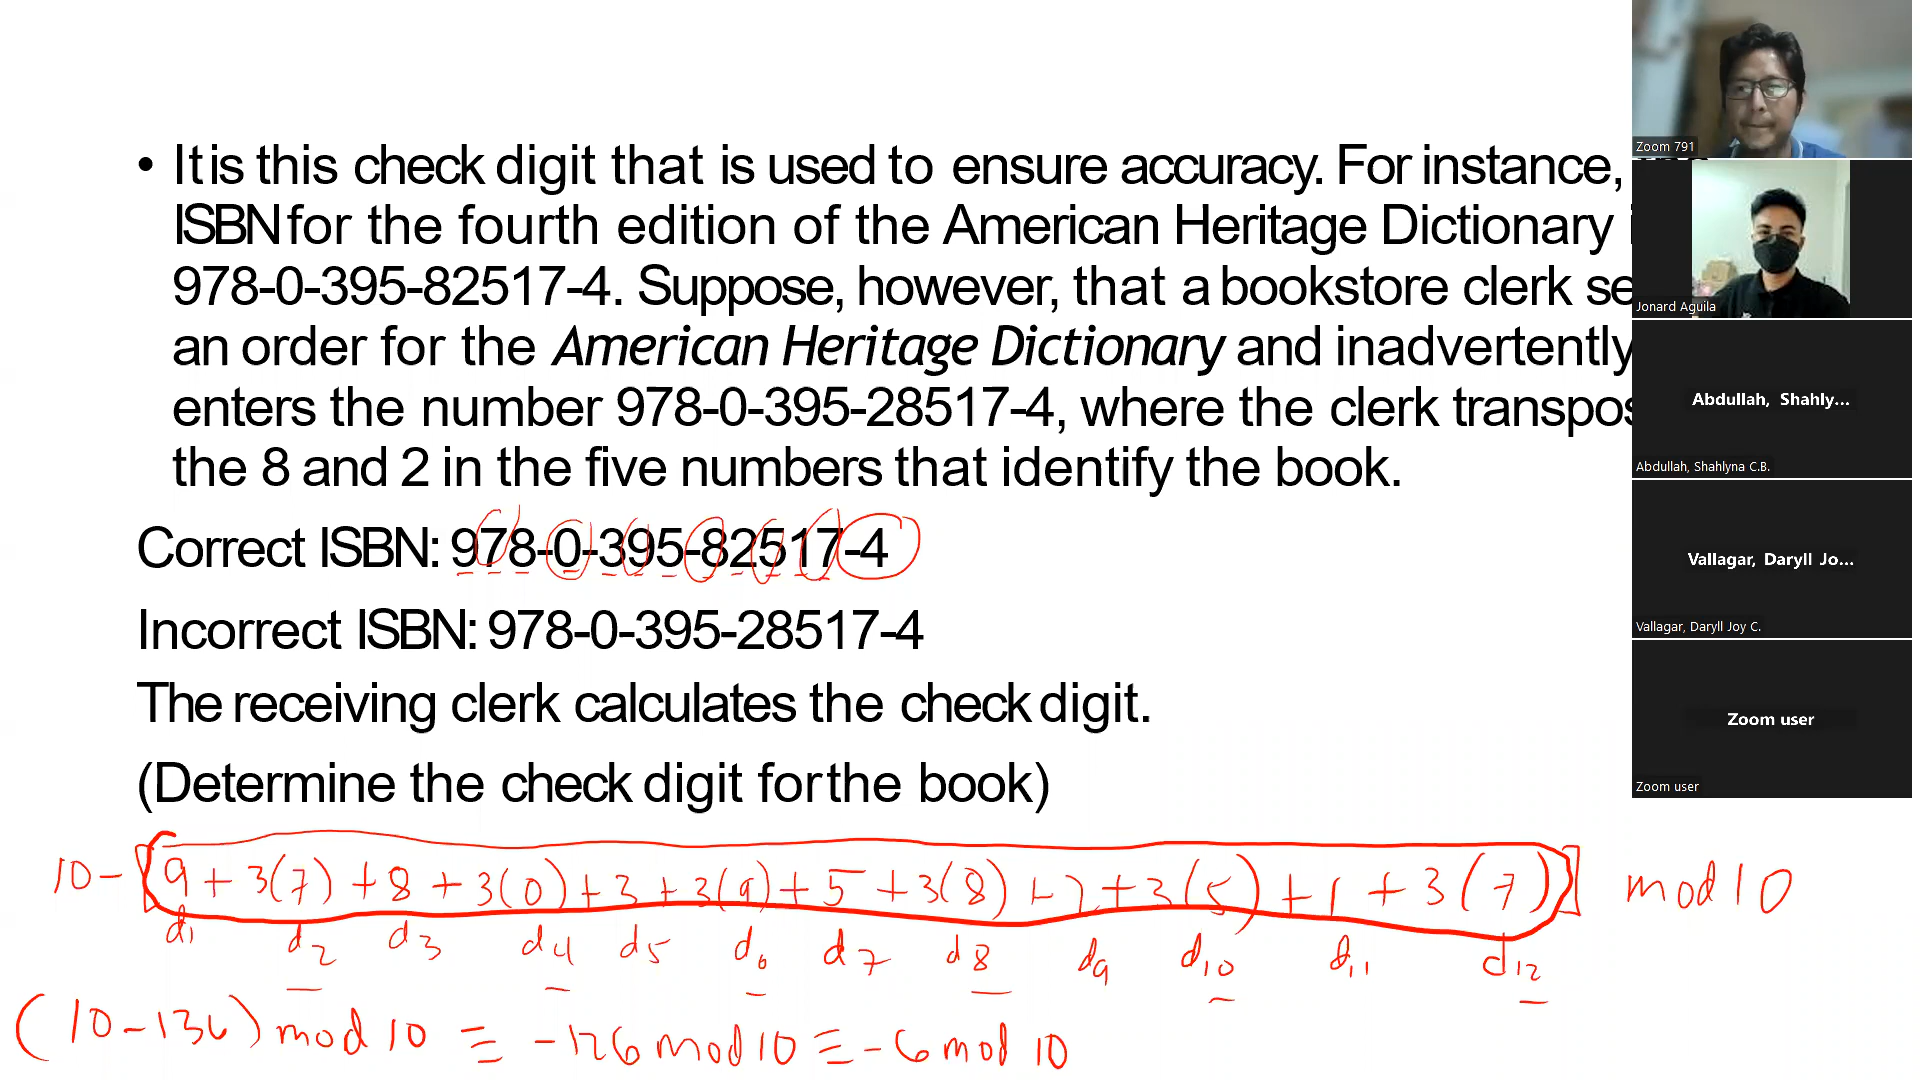 • It is this check digit that is used to ensure accuracy. For instance,
ISBN for the fourth edition of the American Heritage Dictionary
978-0-395-82517-4. Suppose, however, that a bookstore clerk se
an order for the American Heritage Dictionary and inadvertently
enters the number 978-0-395-28517-4, where the clerk transpos
the 8 and 2 in the five numbers that identify the book.
Correct ISBN: 978-0-395-82517-4
Incorrect ISBN: 978-0-395-28517-4
The receiving clerk calculates the check digit.
(Determine the check digit for the book)
10 - [9 + 3(7) + 8 + 3(0) + 3 + 3(9) + 5 + 3(8) + 2 + 3(5) + 1 + 3(7)] mod 10
d1 d2 d3 d4 d5 d6 d7 d8 d9 d10 d11 d12
(10 - 136) mod 10 ≡ -126 mod 10 ≡ -6 mod 10
Zoom 791
Jonard Aguila
Abdullah, Shahly...
Abdullah, Shahlyna C.B.
Vallagar, Daryll Jo...
Vallagar, Daryll Joy C.
Zoom user
Zoom user